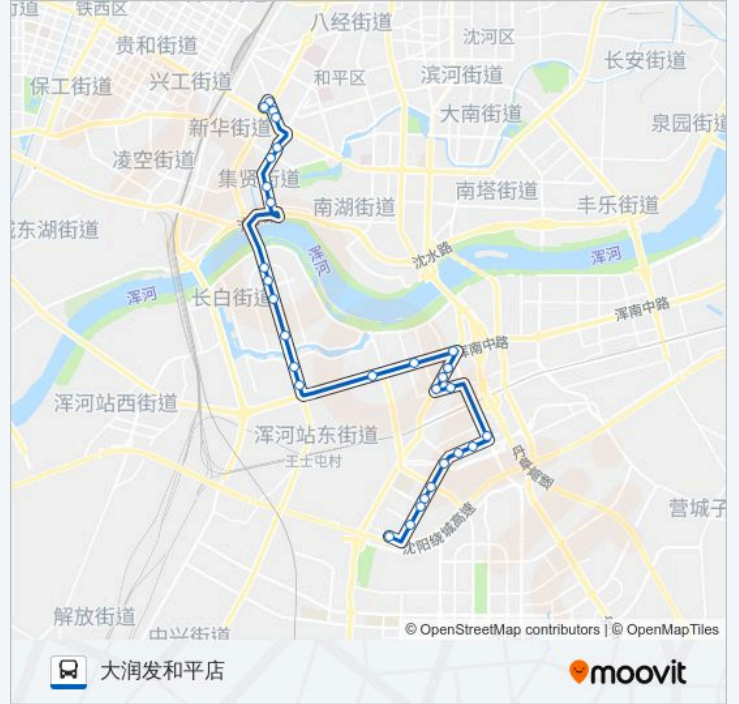 铁西区
八经街道
沈河区
贵和街道
长安街道
和平区
滨河街道
兴工街道
保工街道
大南街道
新华街道
泉园街道
凌空街道
集贤街道
南塔街道
南湖街道
丰乐街道
东湖街道
沈水路
浑河
浑河
浑河
长白街道
浑南中路
浑南中路
浑河站西街道
浑河站东街道
王士屯村
丹阜高速
营城子
沈阳绕城高速
解放街道
中兴街道
© OpenStreetMap contributors | © OpenMapTiles
大润发和平店
moovit